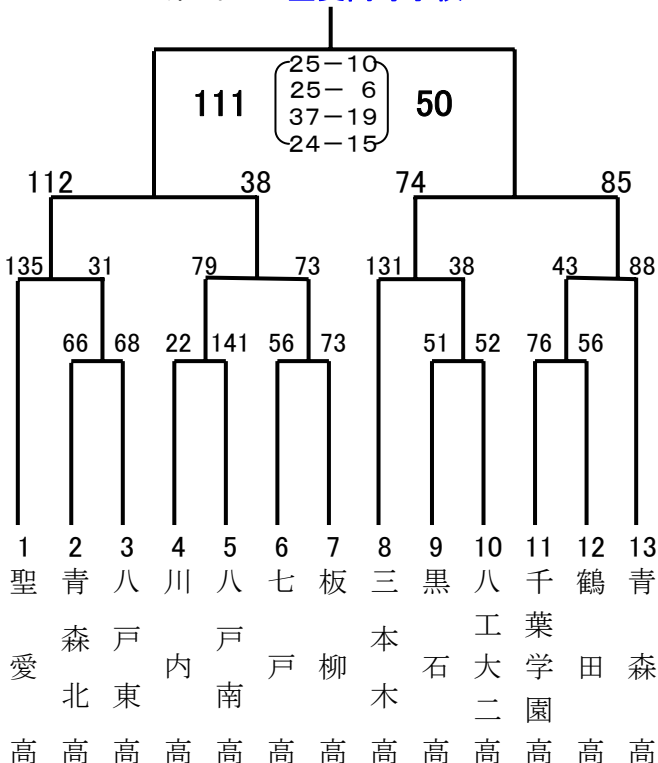 25－10
111 25－ 6 50
37－19
24－15
112 38 74 85
135 31 79 73 131 38 43 88
66 68 22 141 56 73 51 52 76 56
1 2 3 4 5 6 7 8 9 10 11 12 13
聖愛高
青森北高
八戸東高
川内高
八戸南高
七戸高
板柳高
三本木高
黒石高
八工大二高
千葉学園高
鶴田高
青森高